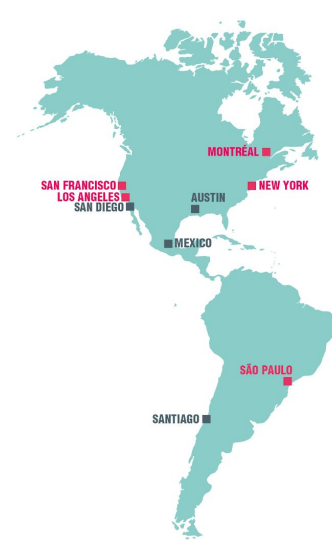 MONTRÉAL
SAN FRANCISCO
NEW YORK
LOS ANGELES
AUSTIN
SAN DIEGO
MEXICO
SÃO PAULO
SANTIAGO